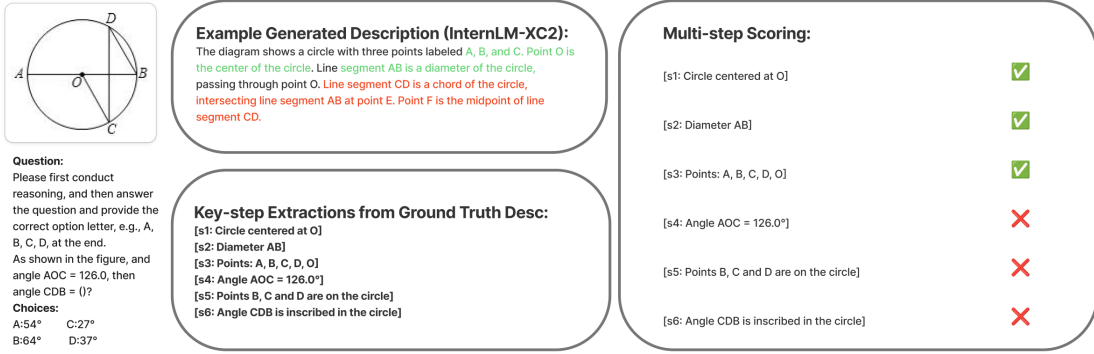 D
A
O
B
C
Question:
Please first conduct
reasoning, and then answer
the question and provide the
correct option letter, e.g., A,
B, C, D, at the end.
As shown in the figure, and
angle AOC = 126.0, then
angle CDB = ()?
Choices:
A:54° C:27°
B:64° D:37°
Example Generated Description (InternLM-XC2):
The diagram shows a circle with three points labeled A, B, and C. Point O is
the center of the circle. Line segment AB is a diameter of the circle,
passing through point O. Line segment CD is a chord of the circle,
intersecting line segment AB at point E. Point F is the midpoint of line
segment CD.
Key-step Extractions from Ground Truth Desc:
[s1: Circle centered at O]
[s2: Diameter AB]
[s3: Points: A, B, C, D, O]
[s4: Angle AOC = 126.0°]
[s5: Points B, C and D are on the circle]
[s6: Angle CDB is inscribed in the circle]
Multi-step Scoring:
[s1: Circle centered at O]
[s2: Diameter AB]
[s3: Points: A, B, C, D, O]
[s4: Angle AOC = 126.0°]
[s5: Points B, C and D are on the circle]
[s6: Angle CDB is inscribed in the circle]